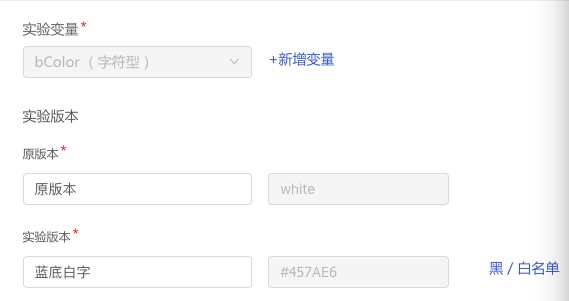 实验变量*
bColor （ 字符型 ） +新增变量
实验版本
原版本*
原版本 white
实验版本*
蓝底白字 #457AE6 黑 / 白名单